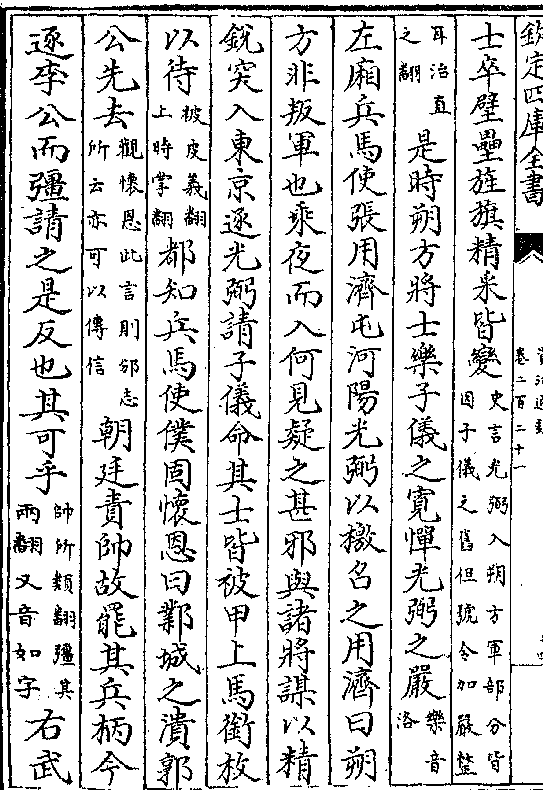 欽定四庫全書
資治通鑑
卷二百二十一
士卒壁壘旌旗精采皆變史言光弼入朔方軍部分皆因子儀之舊但號令加嚴整
耳治直之翻是時朔方將士樂子儀之寛憚光弼之嚴樂音洛
左廂兵馬使張用濟屯河陽光弼以檄召之用濟曰朔
方非叛軍也乘夜而入何見疑之甚邪與諸將謀以精
銳突入東京逐光弼請子儀命其士皆被甲上馬銜枚
以待被皮義翻上時掌翻都知兵馬使僕固懷恩曰鄴城之潰郭
公先去觀懷恩此言則邠志所云亦可以傳信朝廷責帥故罷其兵柄今
逐李公而彊請之是反也其可乎帥所類翻彊其兩翻又音如字右武